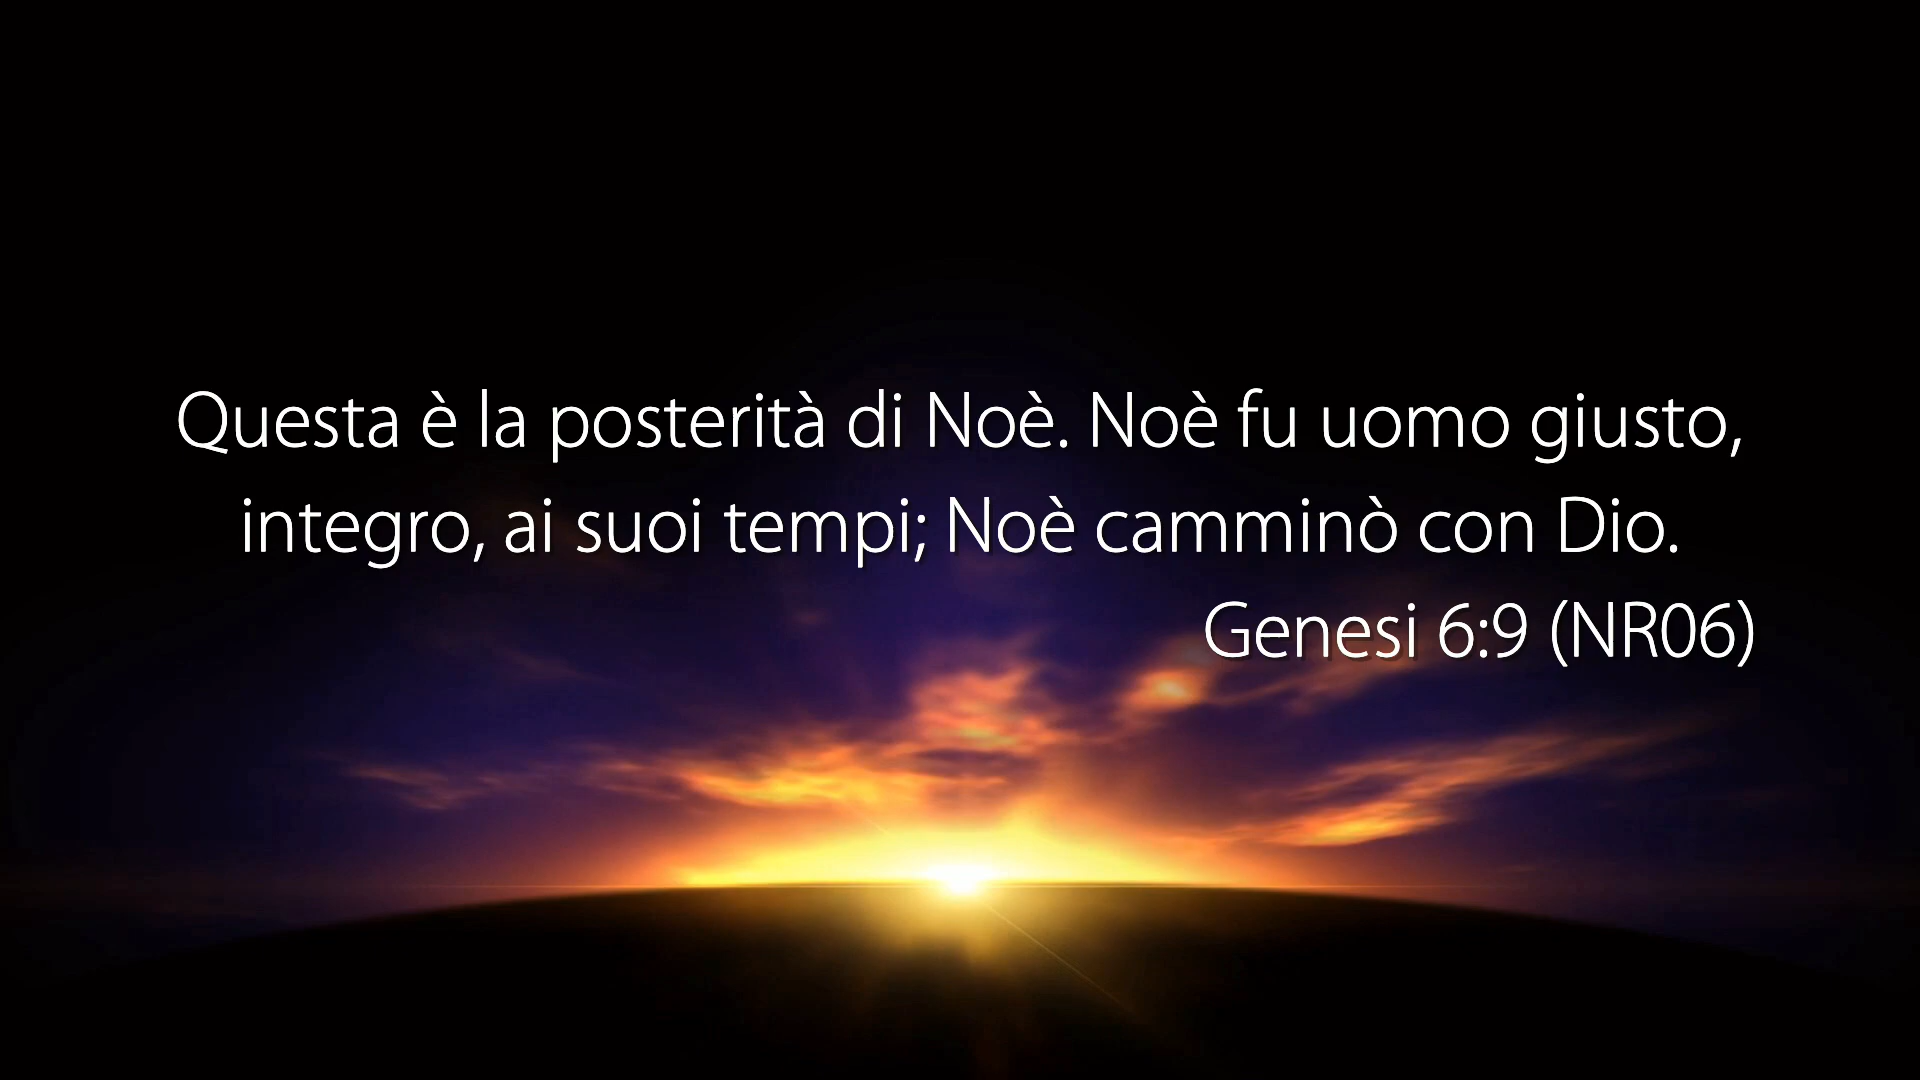 Questa è la posterità di Noè. Noè fu uomo giusto,
integro, ai suoi tempi; Noè camminò con Dio.
Genesi 6:9 (NR06)